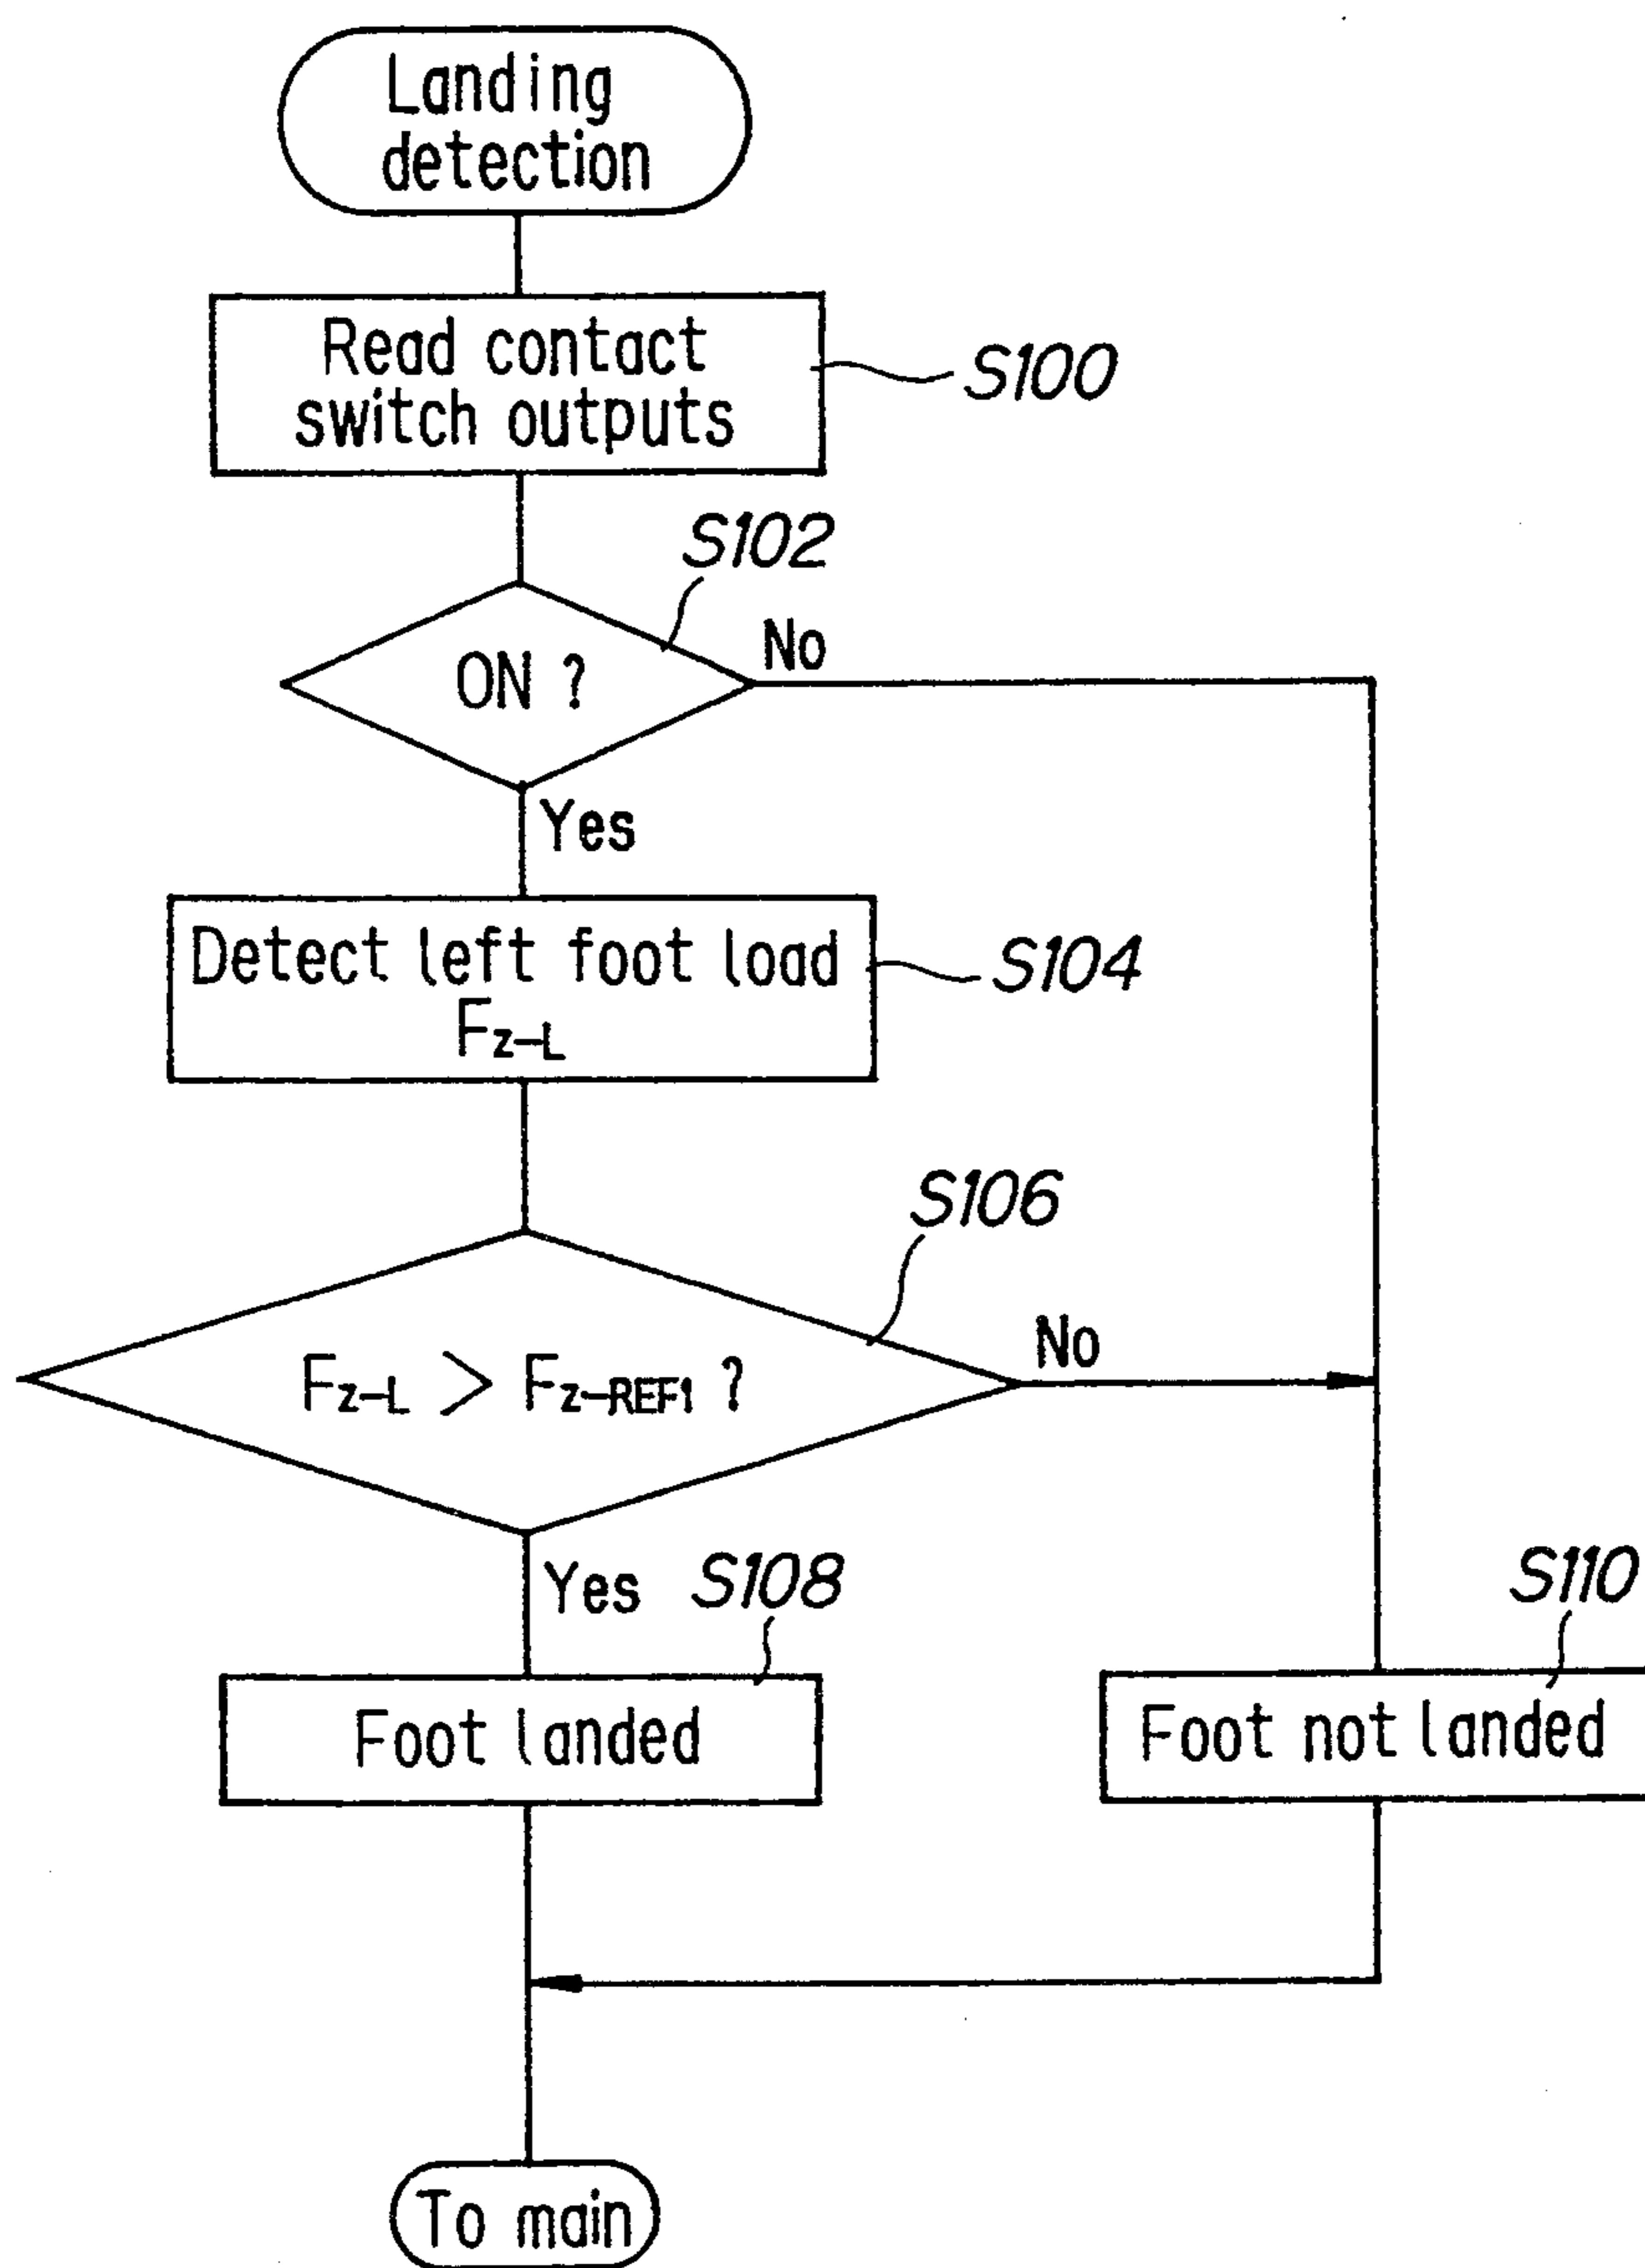 Landing
detection
Read contact
switch outputs
S100
S102
ON ?
No
Yes
Detect left foot load
Fz-L
S104
S106
Fz-L > Fz-REF1 ?
No
Yes
S108
S110
Foot landed
Foot not landed
To main